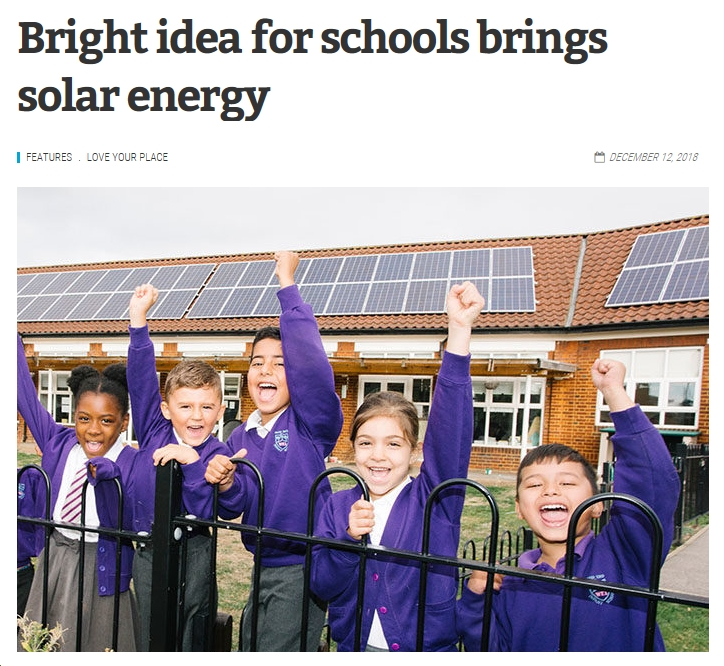 Bright idea for schools brings
solar energy
FEATURES . LOVE YOUR PLACE
DECEMBER 12, 2018